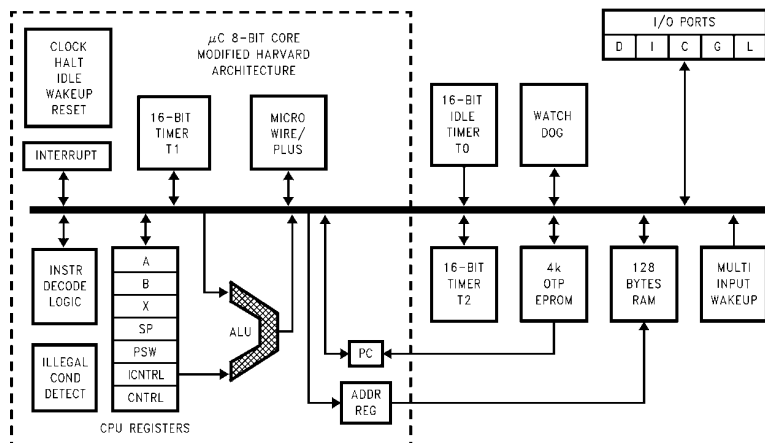 μC 8-BIT CORE
MODIFIED HARVARD
ARCHITECTURE
I/O PORTS
D I C G L
CLOCK
HALT
IDLE
WAKEUP
RESET
INTERRUPT
16-BIT
TIMER
T1
MICRO
WIRE/
PLUS
16-BIT
IDLE
TIMER
T0
WATCH
DOG
INSTR
DECODE
LOGIC
ILLEGAL
COND
DETECT
A
B
X
SP
PSW
ICNTRL
CNTRL
CPU REGISTERS
ALU
PC
ADDR
REG
16-BIT
TIMER
T2
4k
OTP
EPROM
128
BYTES
RAM
MULTI
INPUT
WAKEUP